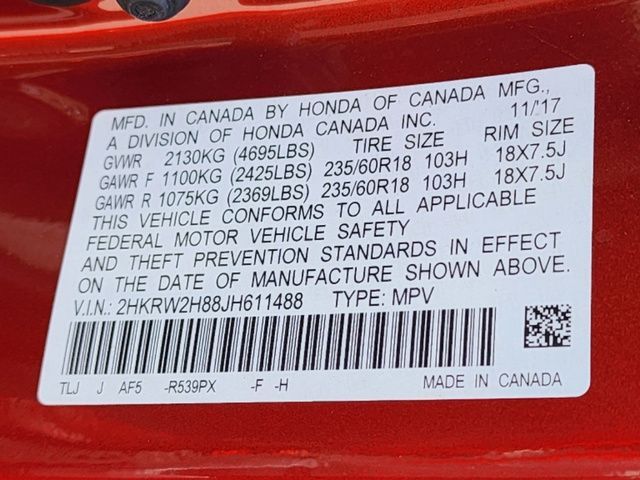 MFD. IN CANADA BY HONDA OF CANADA MFG.,
A DIVISION OF HONDA CANADA INC. 11/'17
GVWR 2130KG (4695LBS) TIRE SIZE RIM SIZE
GAWR F 1100KG (2425LBS) 235/60R18 103H 18X7.5J
GAWR R 1075KG (2369LBS) 235/60R18 103H 18X7.5J
THIS VEHICLE CONFORMS TO ALL APPLICABLE
FEDERAL MOTOR VEHICLE SAFETY
AND THEFT PREVENTION STANDARDS IN EFFECT
ON THE DATE OF MANUFACTURE SHOWN ABOVE.
V.I.N.: 2HKRW2H88JH611488 TYPE: MPV
TLJ J AF5 -R539PX -F -H MADE IN CANADA